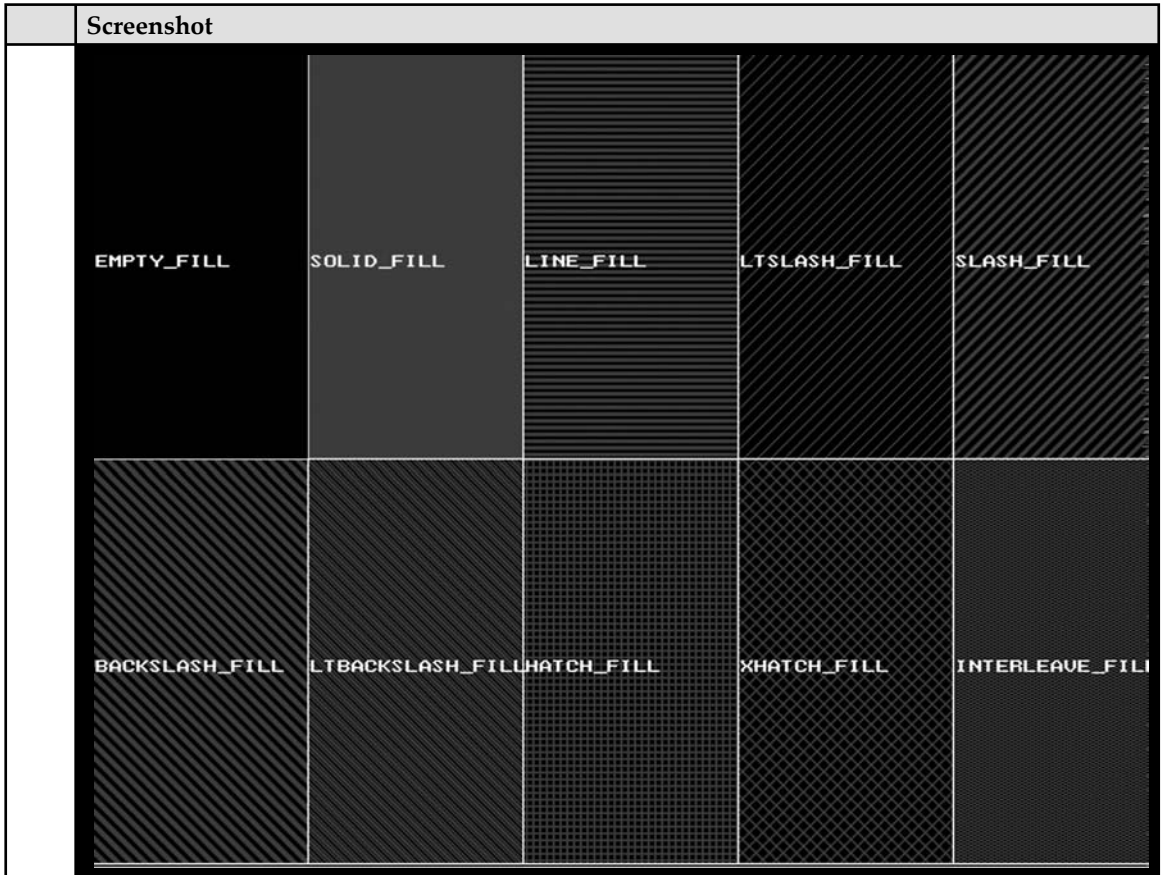 Screenshot
EMPTY_FILL SOLID_FILL LINE_FILL LTSLASH_FILL SLASH_FILL
BACKSLASH_FILL LTBACKSLASH_FILL HATCH_FILL XHATCH_FILL INTERLEAVE_FIL